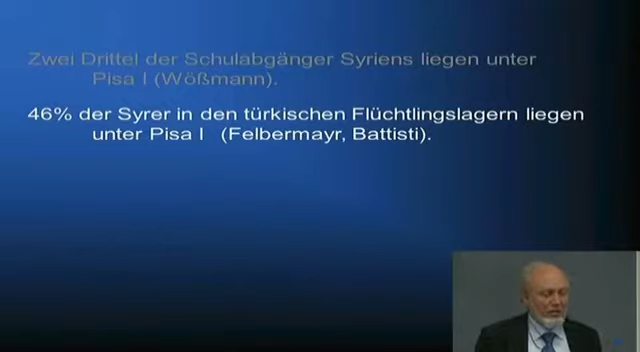 Zwei Drittel der Schulabgänger Syriens liegen unter
Pisa I (Wößmann).
46% der Syrer in den türkischen Flüchtlingslagern liegen
unter Pisa I (Felbermayr, Battisti).